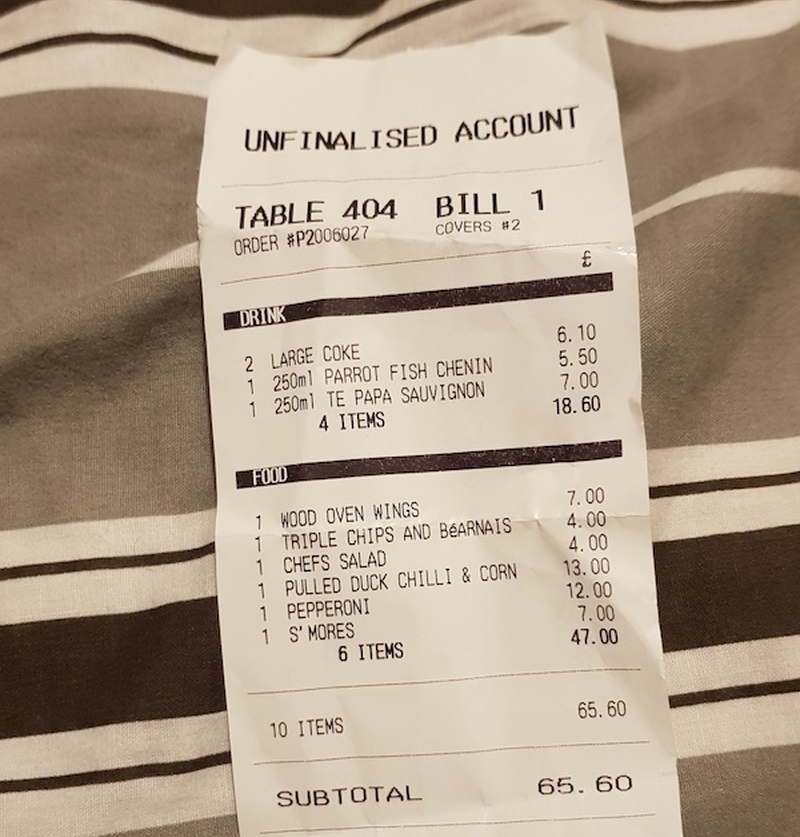 UNFINALISED ACCOUNT
TABLE 404 BILL 1
ORDER #P2006027 COVERS #2
£
DRINK
2 LARGE COKE 6.10
1 250ml PARROT FISH CHENIN 5.50
1 250ml TE PAPA SAUVIGNON 7.00
4 ITEMS 18.60
FOOD
1 WOOD OVEN WINGS 7.00
1 TRIPLE CHIPS AND BéARNAIS 4.00
1 CHEFS SALAD 4.00
1 PULLED DUCK CHILLI & CORN 13.00
1 PEPPERONI 12.00
1 S'MORES 7.00
6 ITEMS 47.00
10 ITEMS 65.60
SUBTOTAL 65.60